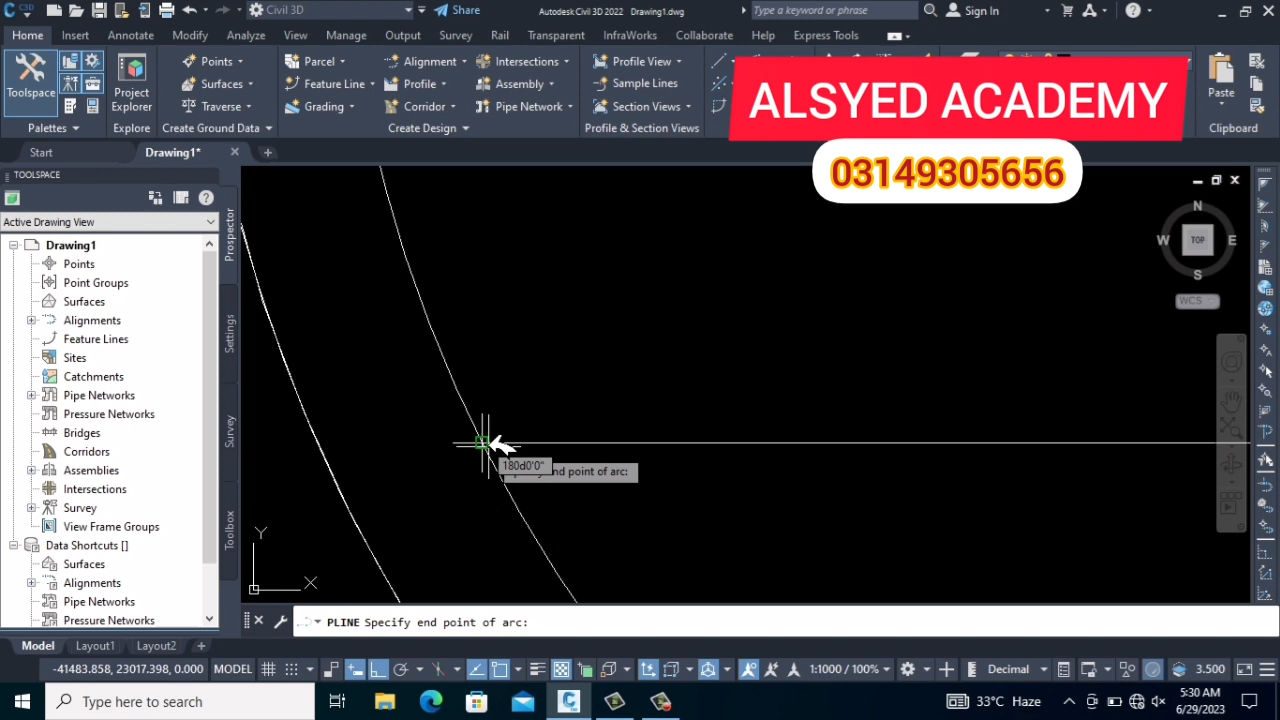 Civil 3D
Share
Autodesk Civil 3D 2022 Drawing1.dwg
Type a keyword or phrase
Sign In
Home
Insert
Annotate
Modify
Analyze
View
Manage
Output
Survey
Rail
Transparent
InfraWorks
Collaborate
Help
Express Tools
Toolspace
Project
Explorer
Points
Surfaces
Traverse
Parcel
Feature Line
Grading
Alignment
Profile
Corridor
Intersections
Assembly
Pipe Network
Profile View
Sample Lines
Section Views
Paste
Palettes
Explore
Create Ground Data
Create Design
Profile & Section Views
Clipboard
ALSYED ACADEMY
03149305656
Start
Drawing1*
TOOLSPACE
Active Drawing View
Drawing1
Points
Point Groups
Surfaces
Alignments
Feature Lines
Sites
Catchments
Pipe Networks
Pressure Networks
Bridges
Corridors
Assemblies
Intersections
Survey
View Frame Groups
Data Shortcuts []
Surfaces
Alignments
Pipe Networks
Pressure Networks
Prospector
Settings
Survey
Toolbox
N
W
TOP
E
S
WCS
180d0'0"
end point of arc:
Y
X
PLINE Specify end point of arc:
Model
Layout1
Layout2
-41483.858, 23017.398, 0.000
MODEL
1:1000 / 100%
Decimal
3.500
Type here to search
33°C Haze
5:30 AM
6/29/2023